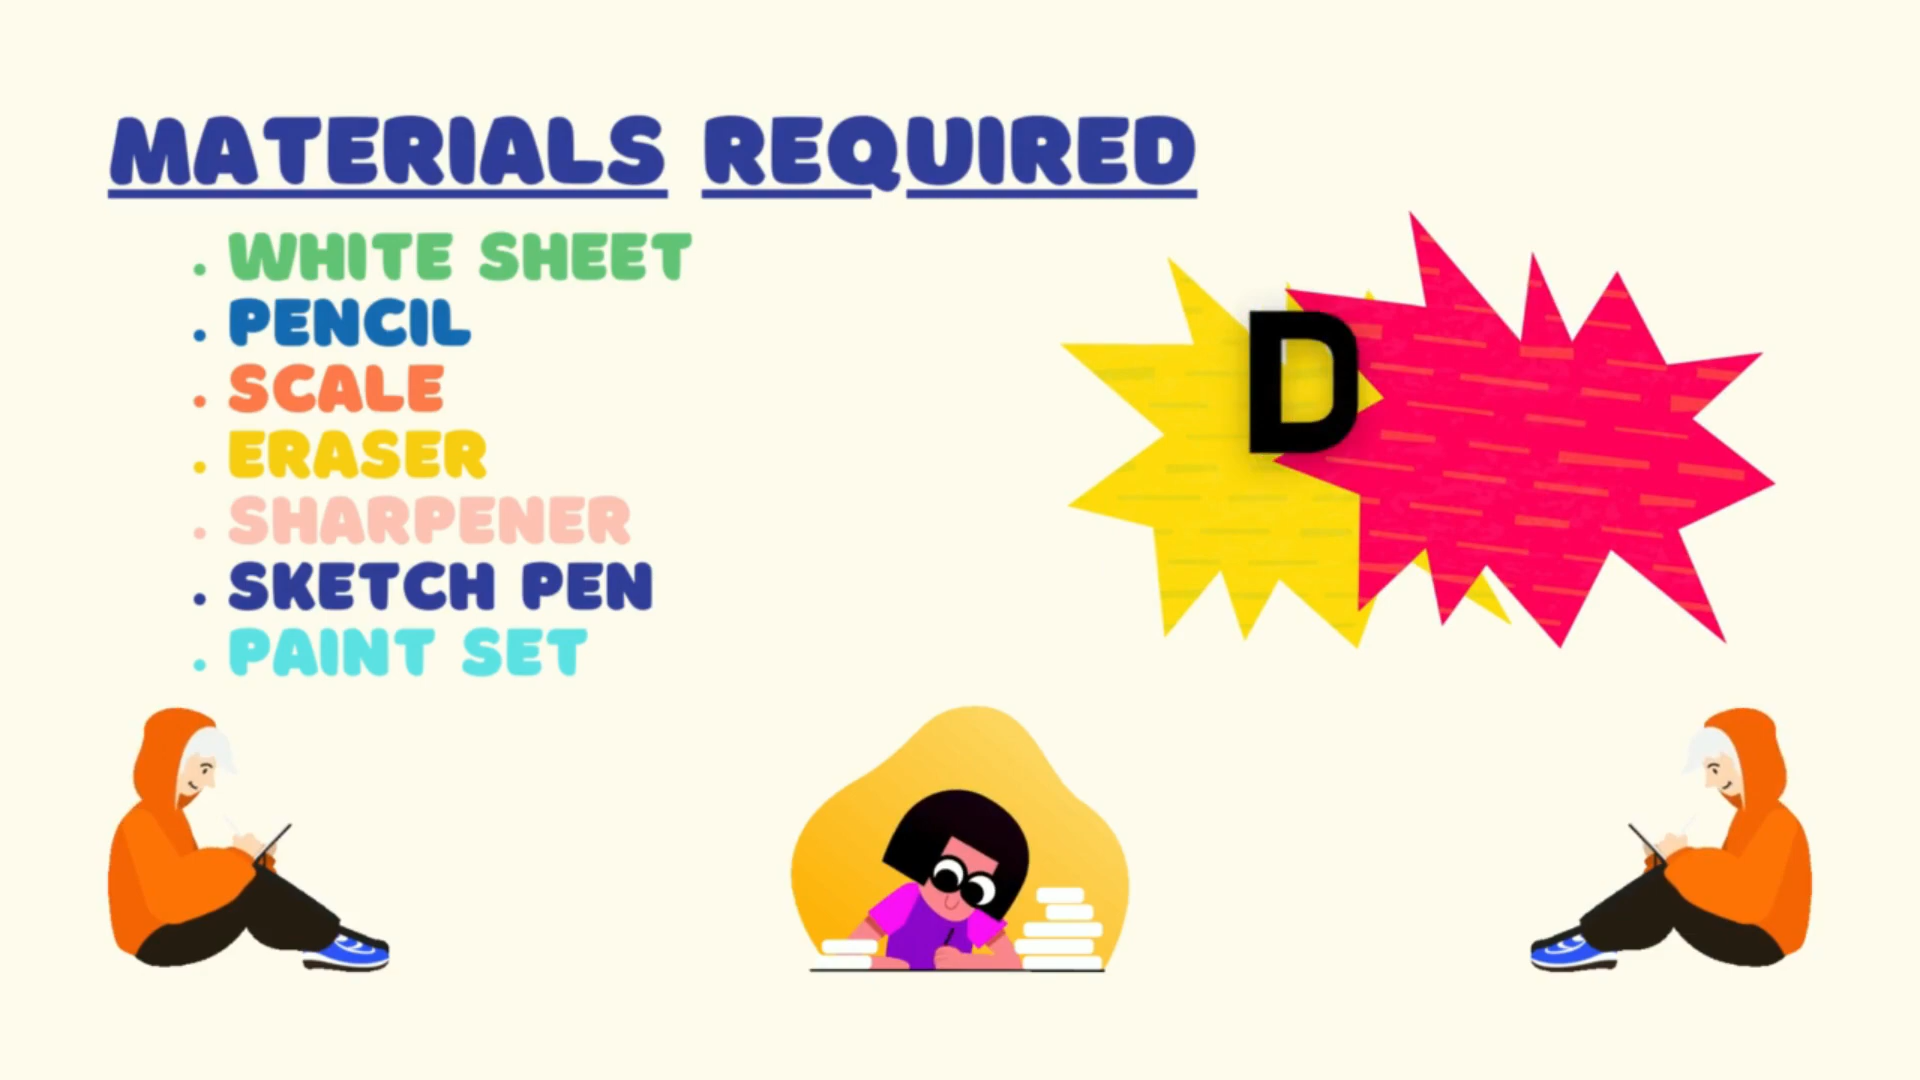 MATERIALS REQUIRED
• WHITE SHEET
• PENCIL
• SCALE
• ERASER
• SHARPENER
• SKETCH PEN
• PAINT SET
D